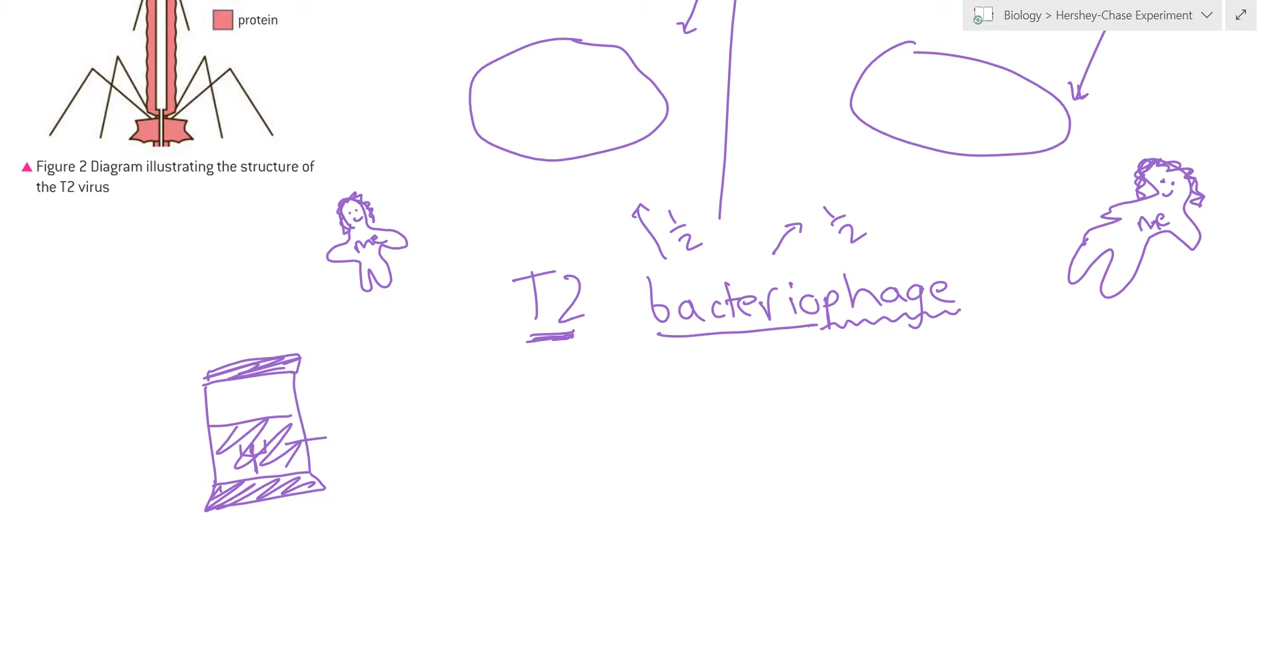 protein
Biology > Hershey-Chase Experiment
▲ Figure 2 Diagram illustrating the structure of
the T2 virus
ME
ME
1/2
1/2
T2 bacteriophage